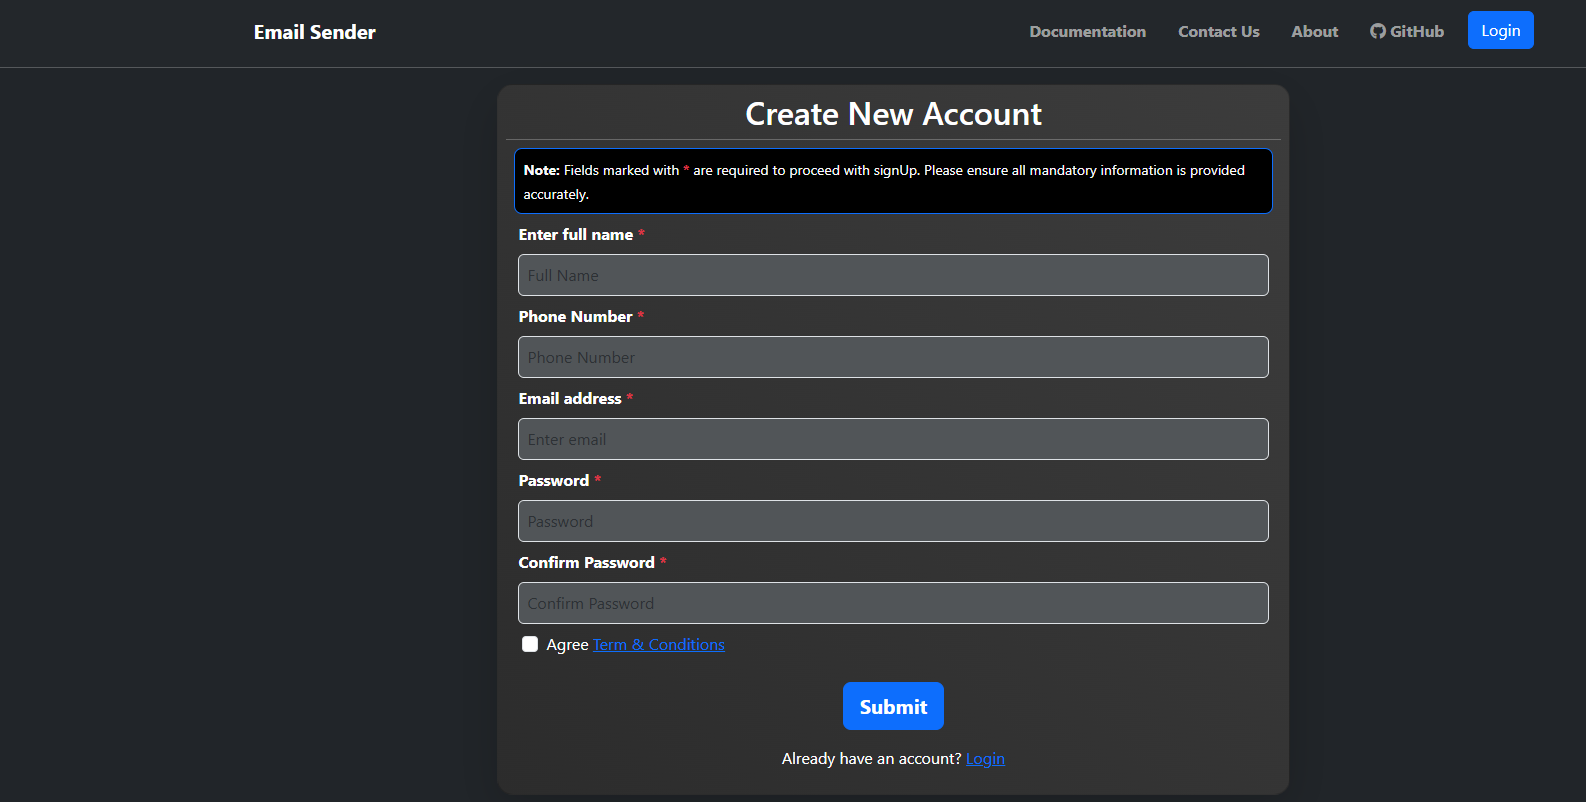 Email Sender
Documentation
Contact Us
About
GitHub
Login
Create New Account
Note: Fields marked with * are required to proceed with signUp. Please ensure all mandatory information is provided
accurately.
Enter full name *
Full Name
Phone Number *
Phone Number
Email address *
Enter email
Password *
Password
Confirm Password *
Confirm Password
Agree Term & Conditions
Submit
Already have an account? Login